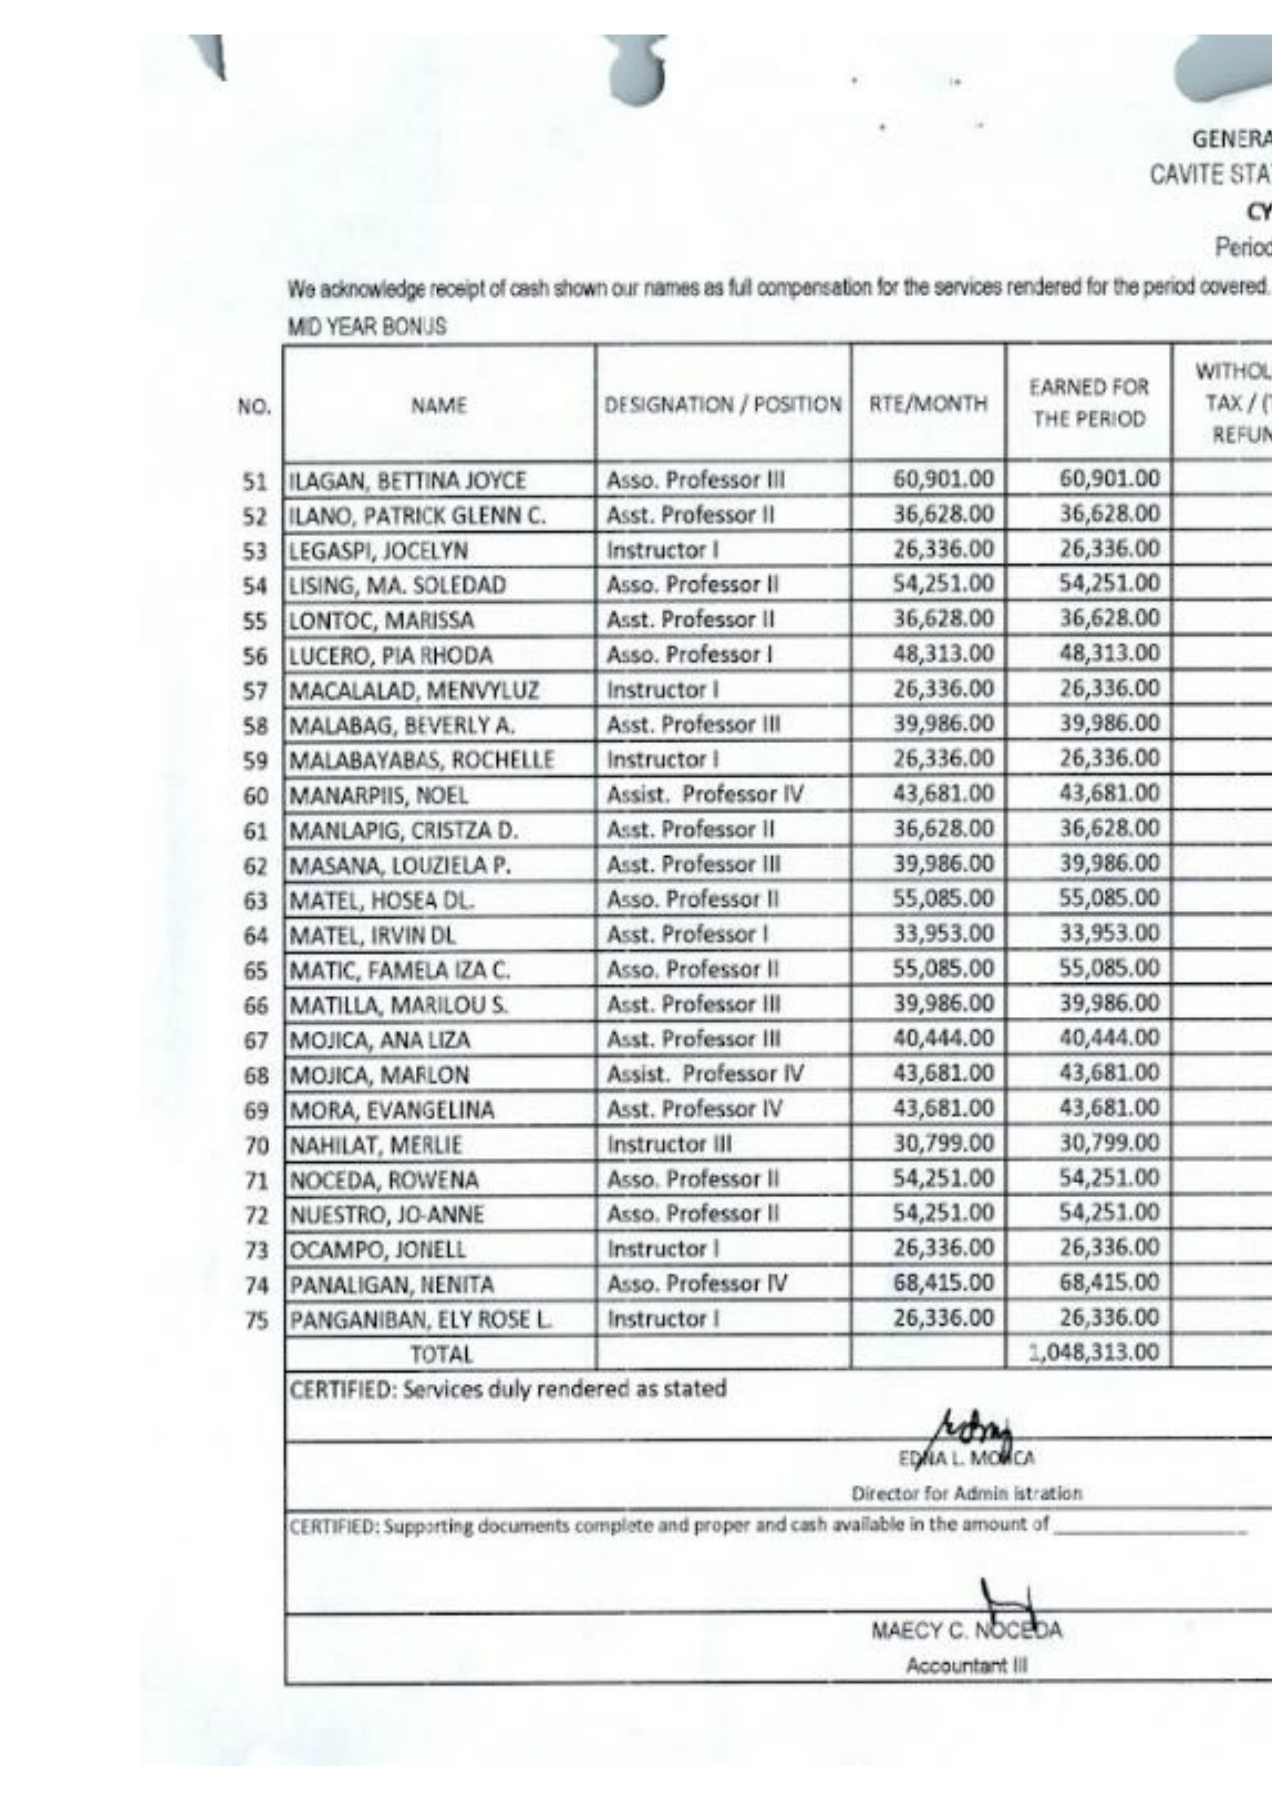 GENERA
CAVITE STA
CY
Period
We acknowledge receipt of cash shown our names as full compensation for the services rendered for the period covered.
MID YEAR BONUS
NO. NAME DESIGNATION / POSITION RTE/MONTH EARNED FOR THE PERIOD WITHOL TAX / ( REFUN
51 ILAGAN, BETTINA JOYCE Asso. Professor III 60,901.00 60,901.00
52 ILANO, PATRICK GLENN C. Asst. Professor II 36,628.00 36,628.00
53 LEGASPI, JOCELYN Instructor I 26,336.00 26,336.00
54 LISING, MA. SOLEDAD Asso. Professor II 54,251.00 54,251.00
55 LONTOC, MARISSA Asst. Professor II 36,628.00 36,628.00
56 LUCERO, PIA RHODA Asso. Professor I 48,313.00 48,313.00
57 MACALALAD, MENVYLUZ Instructor I 26,336.00 26,336.00
58 MALABAG, BEVERLY A. Asst. Professor III 39,986.00 39,986.00
59 MALABAYABAS, ROCHELLE Instructor I 26,336.00 26,336.00
60 MANARPIIS, NOEL Assist. Professor IV 43,681.00 43,681.00
61 MANLAPIG, CRISTZA D. Asst. Professor II 36,628.00 36,628.00
62 MASANA, LOUZIELA P. Asst. Professor III 39,986.00 39,986.00
63 MATEL, HOSEA DL. Asso. Professor II 55,085.00 55,085.00
64 MATEL, IRVIN DL Asst. Professor I 33,953.00 33,953.00
65 MATIC, FAMELA IZA C. Asso. Professor II 55,085.00 55,085.00
66 MATILLA, MARILOU S. Asst. Professor III 39,986.00 39,986.00
67 MOJICA, ANA LIZA Asst. Professor III 40,444.00 40,444.00
68 MOJICA, MARLON Assist. Professor IV 43,681.00 43,681.00
69 MORA, EVANGELINA Asst. Professor IV 43,681.00 43,681.00
70 NAHILAT, MERLIE Instructor III 30,799.00 30,799.00
71 NOCEDA, ROWENA Asso. Professor II 54,251.00 54,251.00
72 NUESTRO, JO-ANNE Asso. Professor II 54,251.00 54,251.00
73 OCAMPO, JONELL Instructor I 26,336.00 26,336.00
74 PANALIGAN, NENITA Asso. Professor IV 68,415.00 68,415.00
75 PANGANIBAN, ELY ROSE L. Instructor I 26,336.00 26,336.00
TOTAL 1,048,313.00
CERTIFIED: Services duly rendered as stated
EDNA L. MOJICA
Director for Admin istration
CERTIFIED: Supporting documents complete and proper and cash available in the amount of
MAECY C. NOCEDA
Accountant III